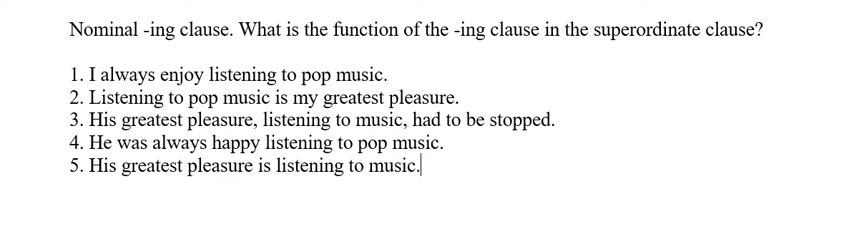 Nominal -ing clause. What is the function of the -ing clause in the superordinate clause?
1. I always enjoy listening to pop music.
2. Listening to pop music is my greatest pleasure.
3. His greatest pleasure, listening to music, had to be stopped.
4. He was always happy listening to pop music.
5. His greatest pleasure is listening to music.